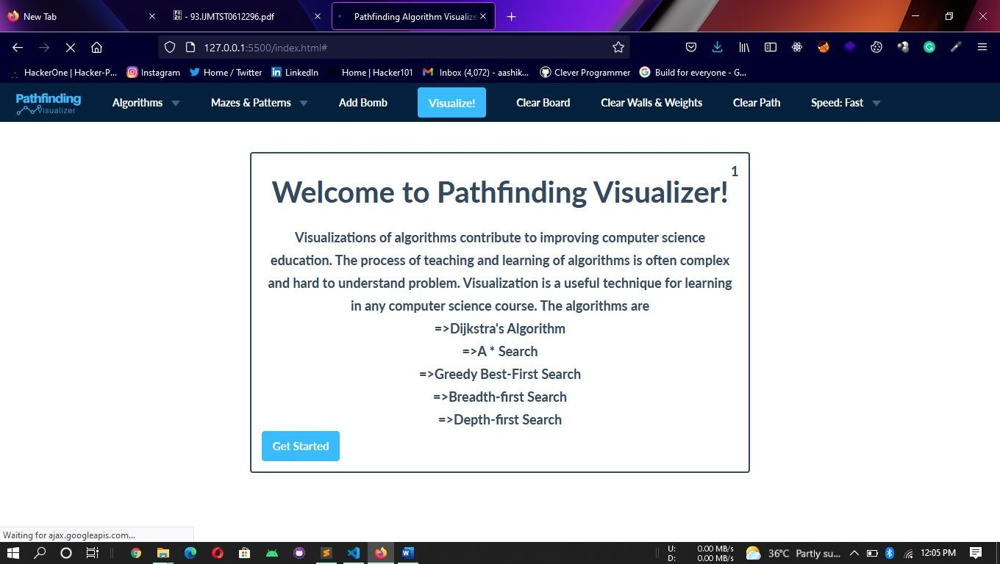 New Tab
- 93.IJMTST0612296.pdf
Pathfinding Algorithm Visualize
127.0.0.1:5500/index.html#
HackerOne | Hacker-P...
Instagram
Home / Twitter
LinkedIn
Home | Hacker101
Inbox (4,072) - aashik...
Clever Programmer
Build for everyone - G...
Pathfinding
Visualizer
Algorithms
Mazes & Patterns
Add Bomb
Visualize!
Clear Board
Clear Walls & Weights
Clear Path
Speed: Fast
1
Welcome to Pathfinding Visualizer!
Visualizations of algorithms contribute to improving computer science
education. The process of teaching and learning of algorithms is often complex
and hard to understand problem. Visualization is a useful technique for learning
in any computer science course. The algorithms are
=>Dijkstra's Algorithm
=>A * Search
=>Greedy Best-First Search
=>Breadth-first Search
=>Depth-first Search
Get Started
Waiting for ajax.googleapis.com...
U: 0.00 MB/s
D: 0.00 MB/s
36°C Partly su...
12:05 PM